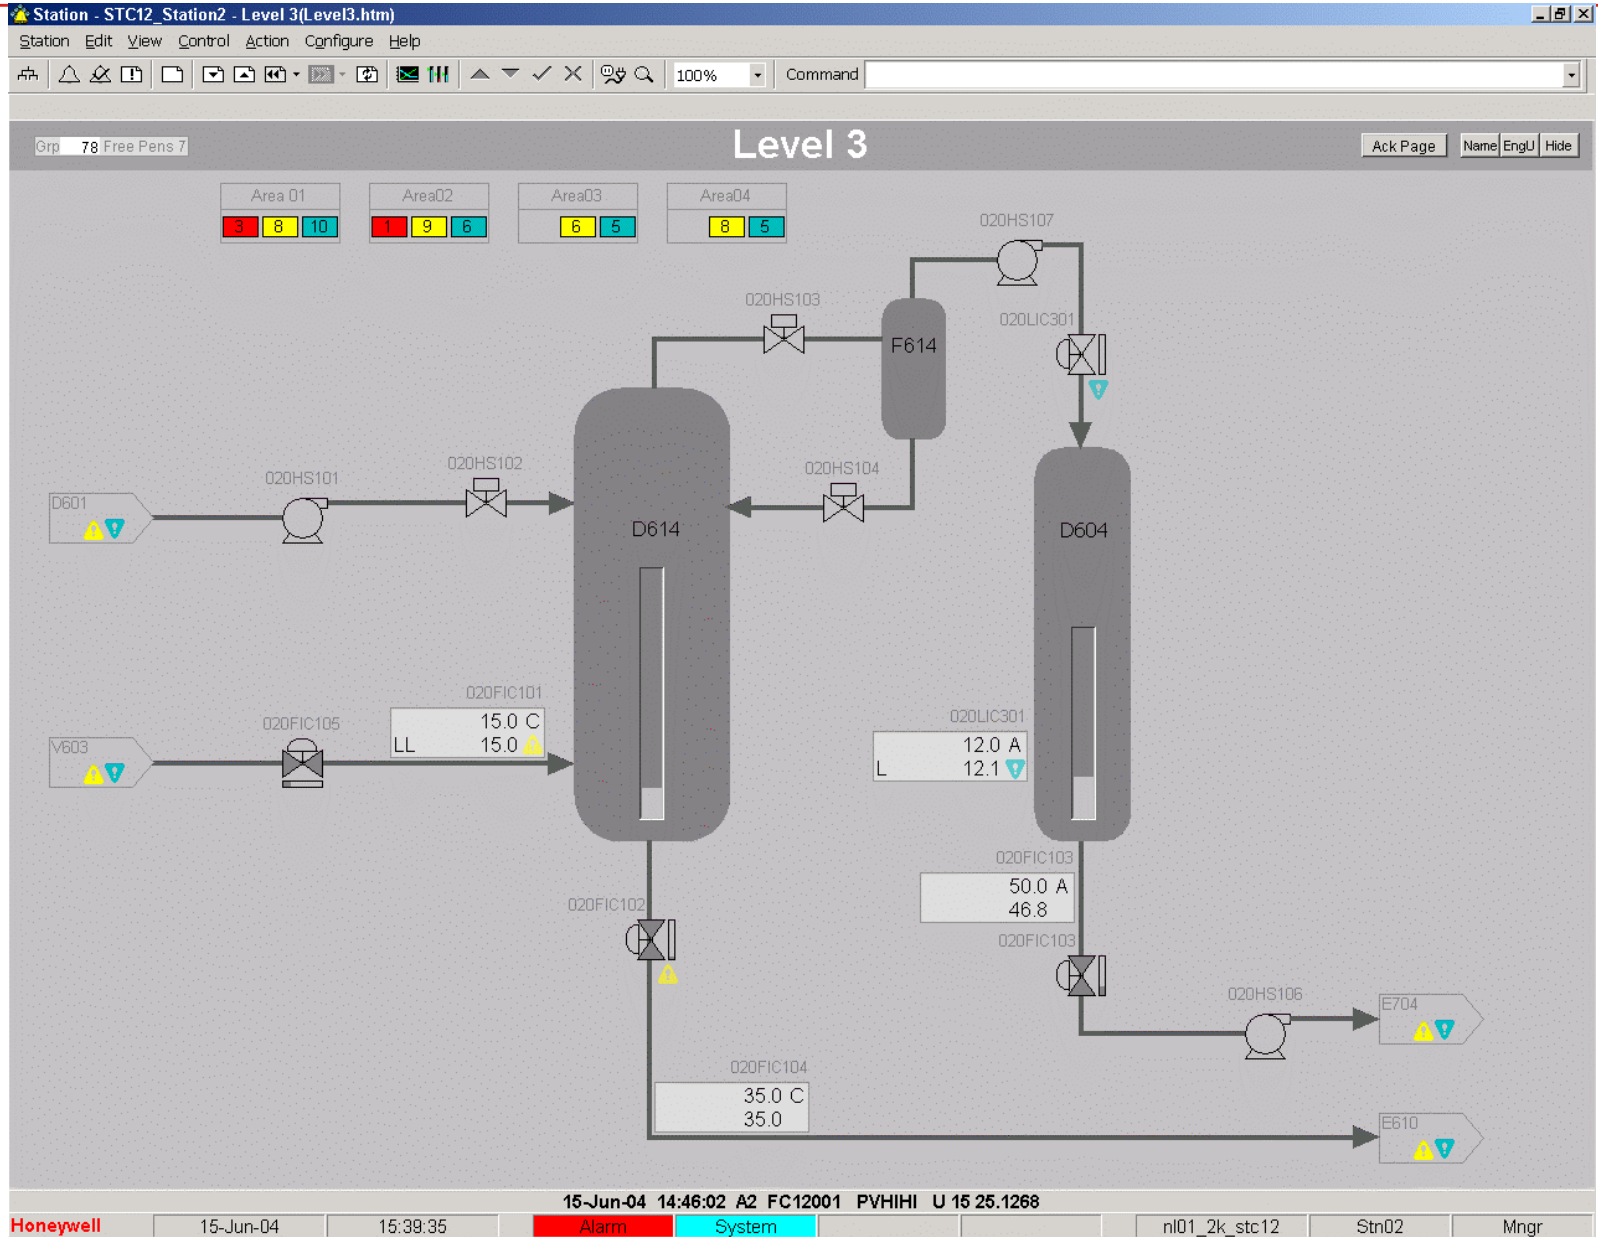 Station - STC12_Station2 - Level 3(Level3.htm)
Station Edit View Control Action Configure Help
100% Command
Grp 78 Free Pens 7 Level 3 Ack Page Name EngU Hide
Area 01 Area02 Area03 Area04
3 8 10 1 9 6 6 5 8 5
020HS107
020HS103
020LIC301
F614
020HS102 020HS104
020HS101
D601
D614 D604
020FIC101
15.0 C
LL 15.0
020FIC105
V603
020LIC301
12.0 A
L 12.1
020FIC103
50.0 A
46.8
020FIC102
020FIC103
020HS106
E704
020FIC104
35.0 C
35.0
E610
15-Jun-04 14:46:02 A2 FC12001 PVHIHI U 15 25.1268
Honeywell 15-Jun-04 15:39:35 Alarm System nl01_2k_stc12 Stn02 Mngr